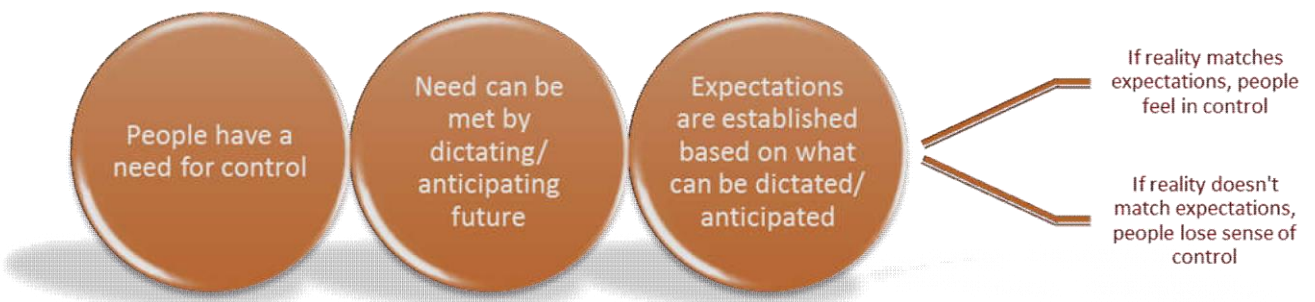 People have a
need for control
Need can be
met by
dictating/
anticipating
future
Expectations
are established
based on what
can be dictated/
anticipated
If reality matches
expectations, people
feel in control
If reality doesn't
match expectations,
people lose sense of
control